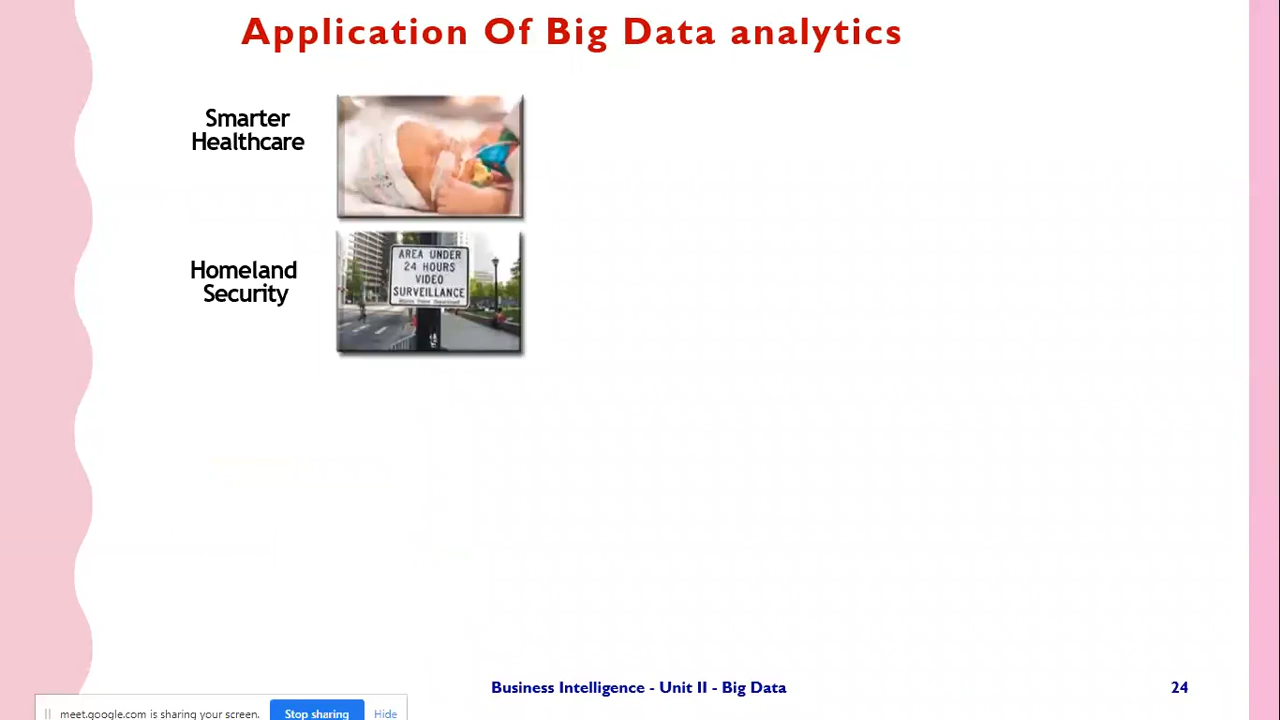 Application Of Big Data analytics
Smarter
Healthcare
AREA UNDER
24 HOURS
VIDEO
SURVEILLANCE
Homeland
Security
Business Intelligence - Unit II - Big Data
24
meet.google.com is sharing your screen.
Stop sharing
Hide